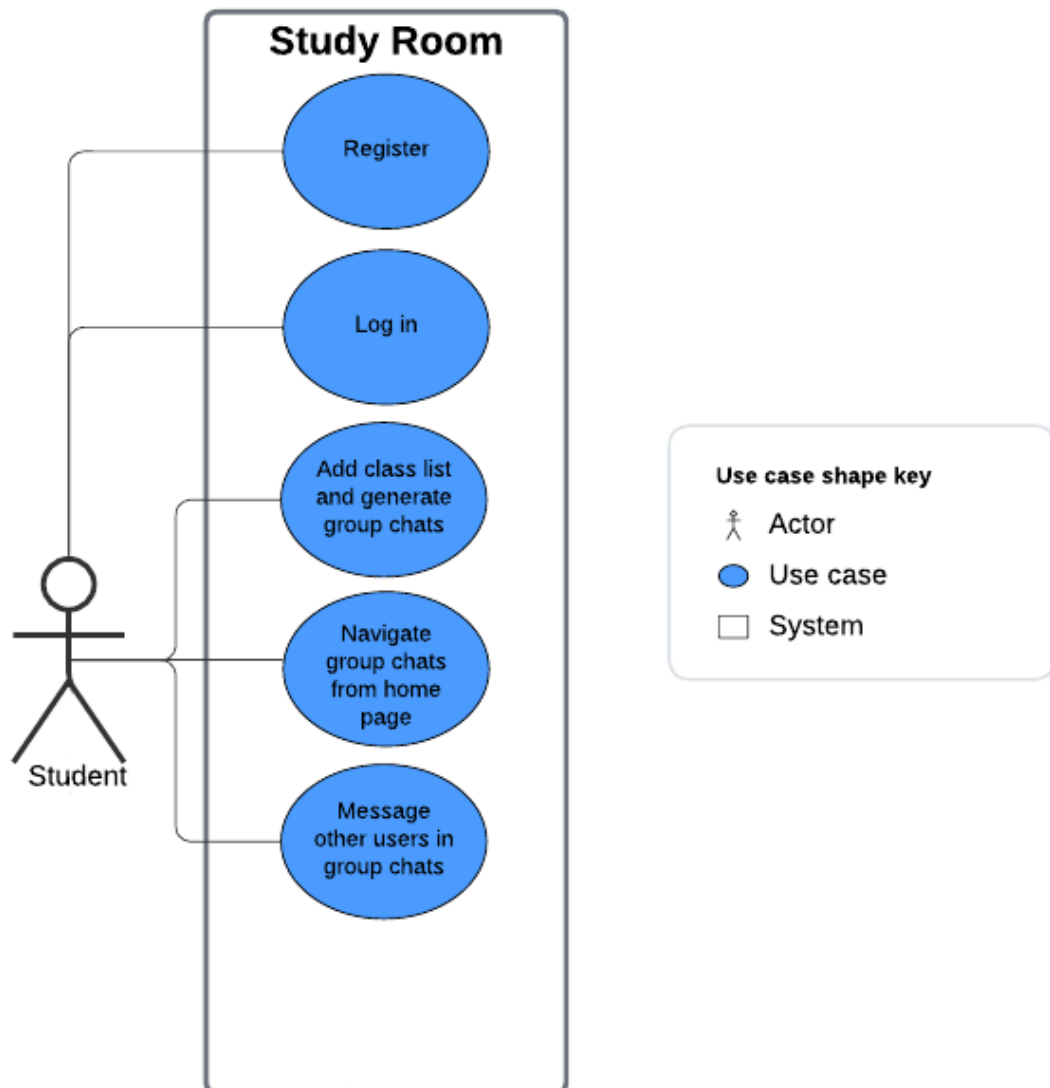 Study Room
Register
Log in
Add class list
and generate
group chats
Navigate
group chats
from home
page
Message
other users in
group chats
Student
Use case shape key
Actor
Use case
System